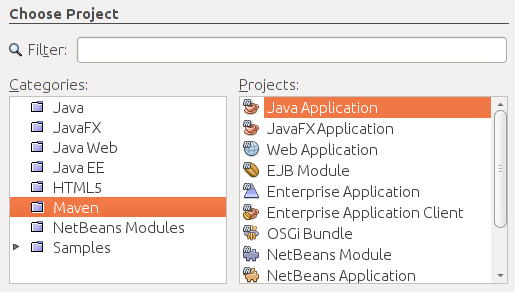 Choose Project
Filter:
Categories:
Java
JavaFX
Java Web
Java EE
HTML5
Maven
NetBeans Modules
Samples
Projects:
Java Application
JavaFX Application
Web Application
EJB Module
Enterprise Application
Enterprise Application Client
OSGi Bundle
NetBeans Module
NetBeans Application